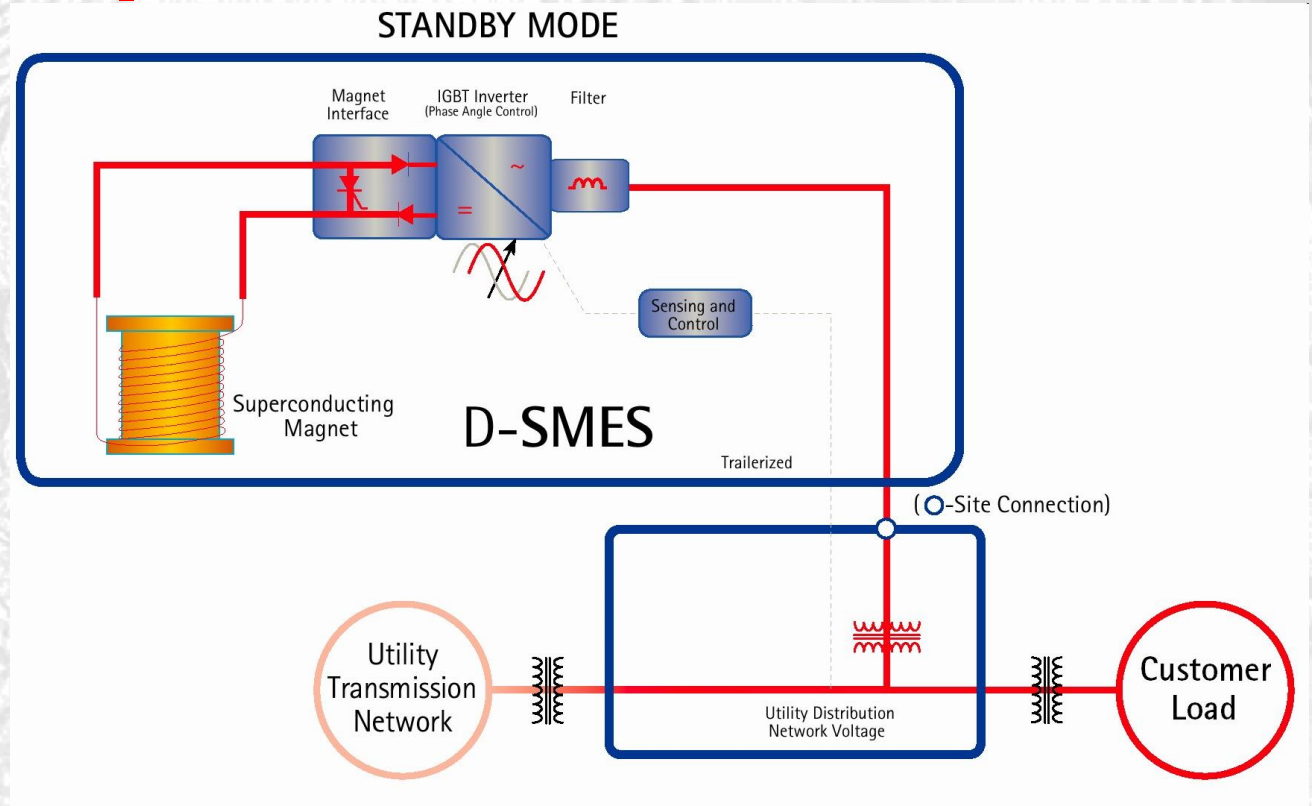 STANDBY MODE
Magnet
Interface
IGBT Inverter
(Phase Angle Control)
Filter
~
=
Sensing and
Control
Superconducting
Magnet
D-SMES
Trailerized
( O-Site Connection)
Utility
Transmission
Network
Utility Distribution
Network Voltage
Customer
Load